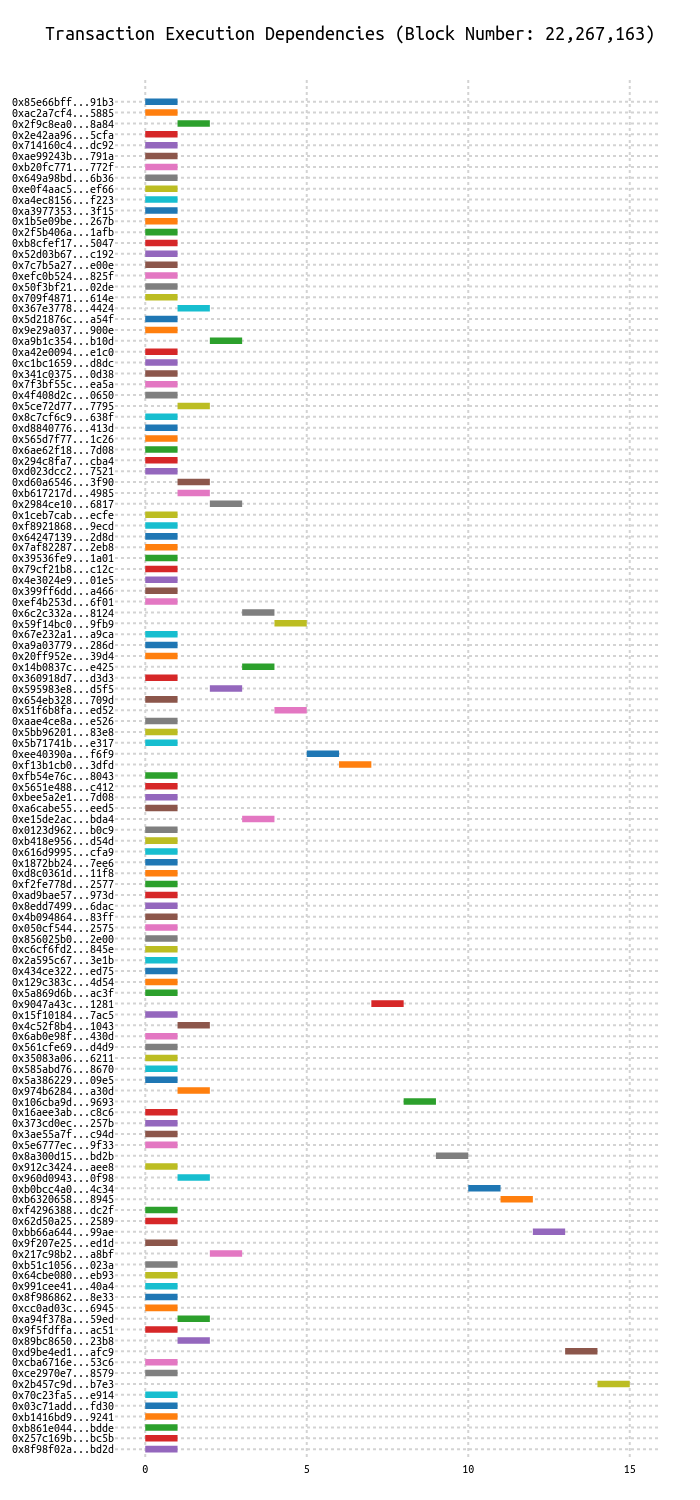 Transaction Execution Dependencies (Block Number: 22,267,163)
0x85e66bff...91b3
0xac2a7cf4...5885
0x2f9c8ea0...8a84
0x2e42aa96...5cfa
0x714160c4...dc92
0xae99243b...791a
0xb20fc771...772f
0x649a98bd...6b36
0xe0f4aac5...ef66
0xa4ec8156...f223
0xa3977353...3f15
0x1b5e09be...267b
0x2f5b406a...1afb
0xb8cfef17...5047
0x52d03b67...c192
0x7c7b5a27...e00e
0xefc0b524...825f
0x50f3bf21...02de
0x709f4871...614e
0x367e3778...4424
0x5d21876c...a54f
0x9e29a037...900e
0xa9b1c354...b10d
0xa42e0094...e1c0
0xc1bc1659...d8dc
0x341c0375...0d38
0x7f3bf55c...ea5a
0x4f408d2c...0650
0x5ce72d77...7795
0x8c7cf6c9...638f
0xd8840776...413d
0x565d7f77...1c26
0x6ae62f18...7d08
0x294c8fa7...cba4
0xd023dcc2...7521
0xd60a6546...3f90
0xb617217d...4985
0x2984ce10...6817
0x1ceb7cab...ecfe
0xf8921868...9ecd
0x64247139...2d8d
0x7af82287...2eb8
0x39536fe9...1a01
0x79cf21b8...c12c
0x4e3024e9...01e5
0x399ff6dd...a466
0xef4b253d...6f01
0x6c2c332a...8124
0x59f14bc0...9fb9
0x67e232a1...a9ca
0xa9a03779...286d
0x20ff952e...39d4
0x14b0837c...e425
0x360918d7...d3d3
0x595983e8...d5f5
0x654eb328...709d
0x51f6b8fa...ed52
0xaae4ce8a...e526
0x5bb96201...83e8
0x5b71741b...e317
0xee40390a...f6f9
0xf13b1cb0...3dfd
0xfb54e76c...8043
0x5651e488...c412
0xbee5a2e1...7d08
0xa6cabe55...eed5
0xe15de2ac...bda4
0x0123d962...b0c9
0xb418e956...d54d
0x616d9995...cfa9
0x1872bb24...7ee6
0xd8c0361d...11f8
0xf2fe778d...2577
0xad9bae57...973d
0x8edd7499...6dac
0x4b094864...83ff
0x050cf544...2575
0x856025b0...2e00
0xc6cf6fd2...845e
0x2a595c67...3e1b
0x434ce322...ed75
0x129c383c...4d54
0x5a869d6b...ac3f
0x9047a43c...1281
0x15f10184...7ac5
0x4c52f8b4...1043
0x6ab0e98f...430d
0x561cfe69...d4d9
0x35083a06...6211
0x585abd76...8670
0x5a386229...09e5
0x974b6284...a30d
0x106cba9d...9693
0x16aee3ab...c8c6
0x373cd0ec...257b
0x3ae55a7f...c94d
0x5e6777ec...9f33
0x8a300d15...bd2b
0x912c3424...aee8
0x960d0943...0f98
0xb0bcc4a0...4c34
0xb6320658...8945
0xf4296388...dc2f
0x62d50a25...2589
0xbb66a644...99ae
0x9f207e25...ed1d
0x217c98b2...a8bf
0xb51c1056...023a
0x64cbe080...eb93
0x991cee41...40a4
0x8f986862...8e33
0xcc0ad03c...6945
0xa94f378a...59ed
0x9f5fdffa...ac51
0x89bc8650...23b8
0xd9be4ed1...afc9
0xcba6716e...53c6
0xce2970e7...8579
0x2b457c9d...b7e3
0x70c23fa5...e914
0x03c71add...fd30
0xb1416bd9...9241
0xb861e044...bdde
0x257c169b...bc5b
0x8f98f02a...bd2d
0 5 10 15